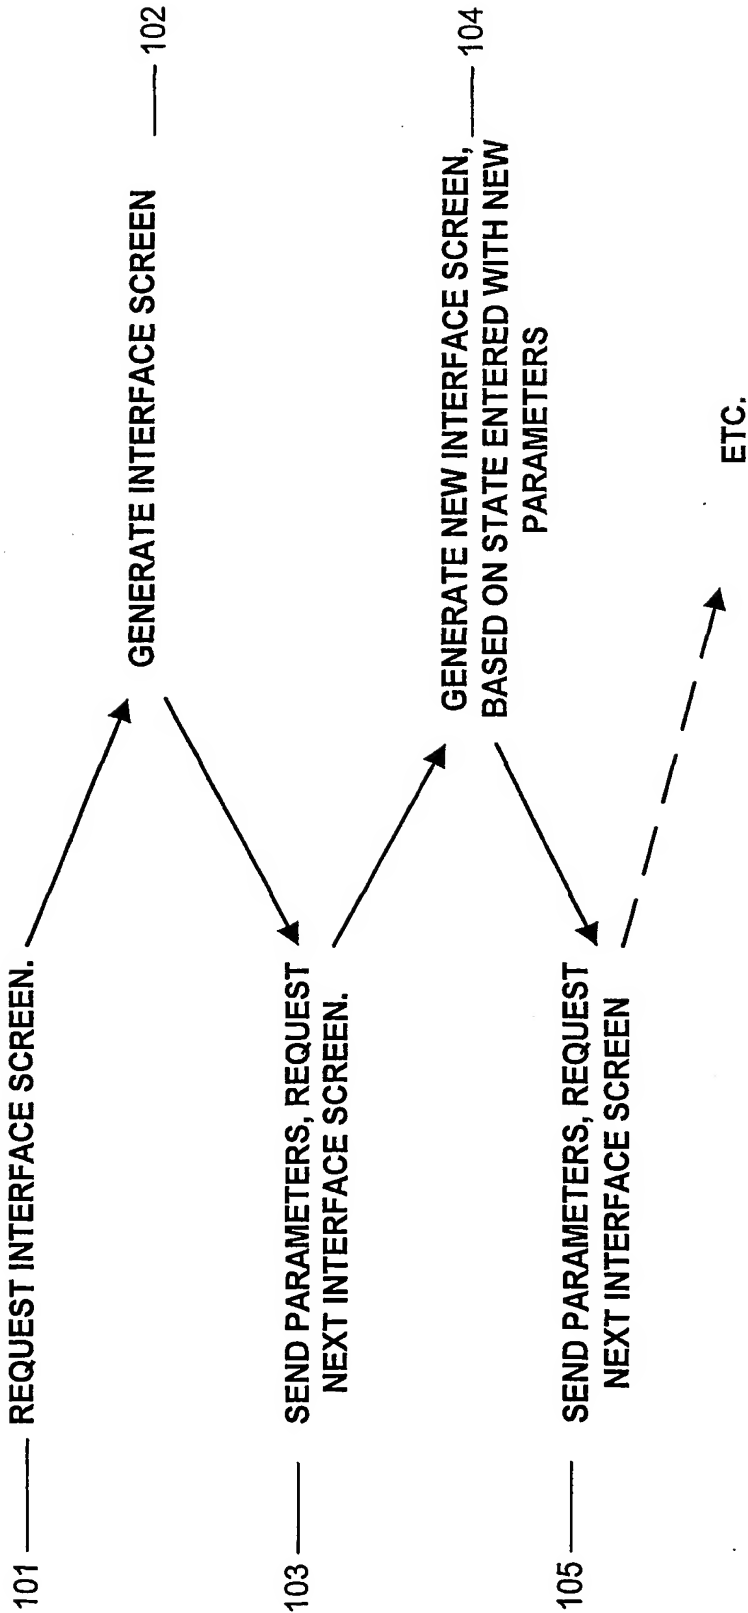 101
REQUEST INTERFACE SCREEN.
GENERATE INTERFACE SCREEN
102
103
SEND PARAMETERS, REQUEST
NEXT INTERFACE SCREEN.
GENERATE NEW INTERFACE SCREEN,
BASED ON STATE ENTERED WITH NEW
PARAMETERS
104
105
SEND PARAMETERS, REQUEST
NEXT INTERFACE SCREEN
ETC.